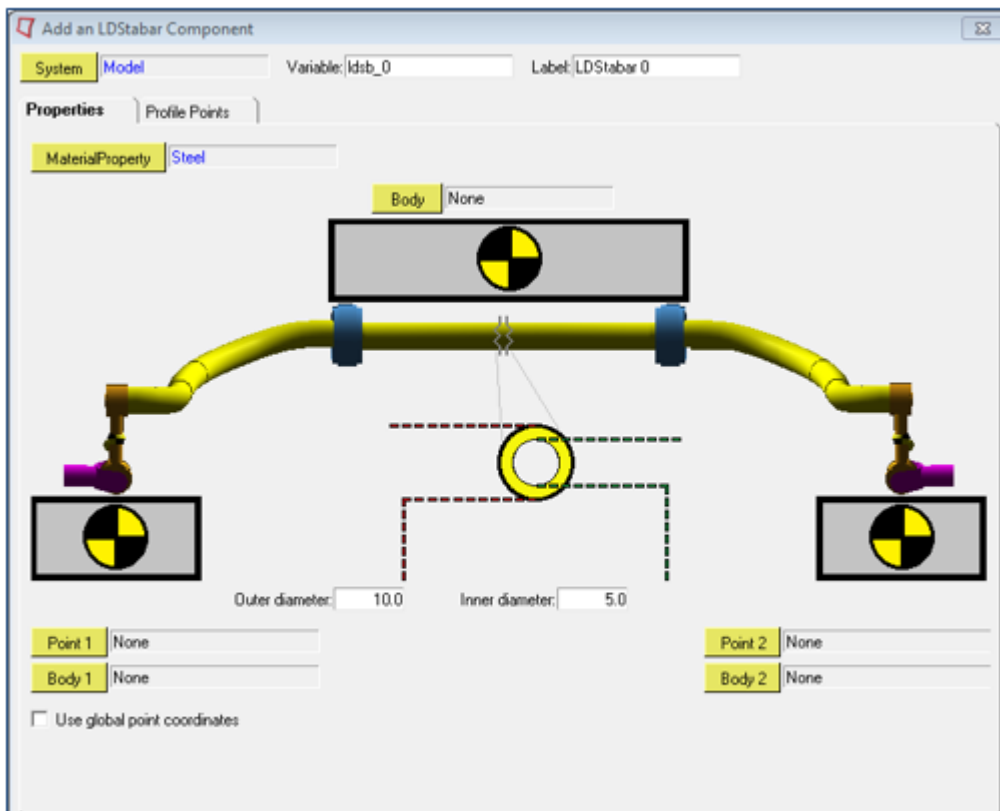 Add an LDStabar Component
System Model Variable: ldsb_0 Label: LDStabar 0
Properties Profile Points
MaterialProperty Steel
Body None
Outer diameter: 10.0 Inner diameter: 5.0
Point 1 None Point 2 None
Body 1 None Body 2 None
Use global point coordinates